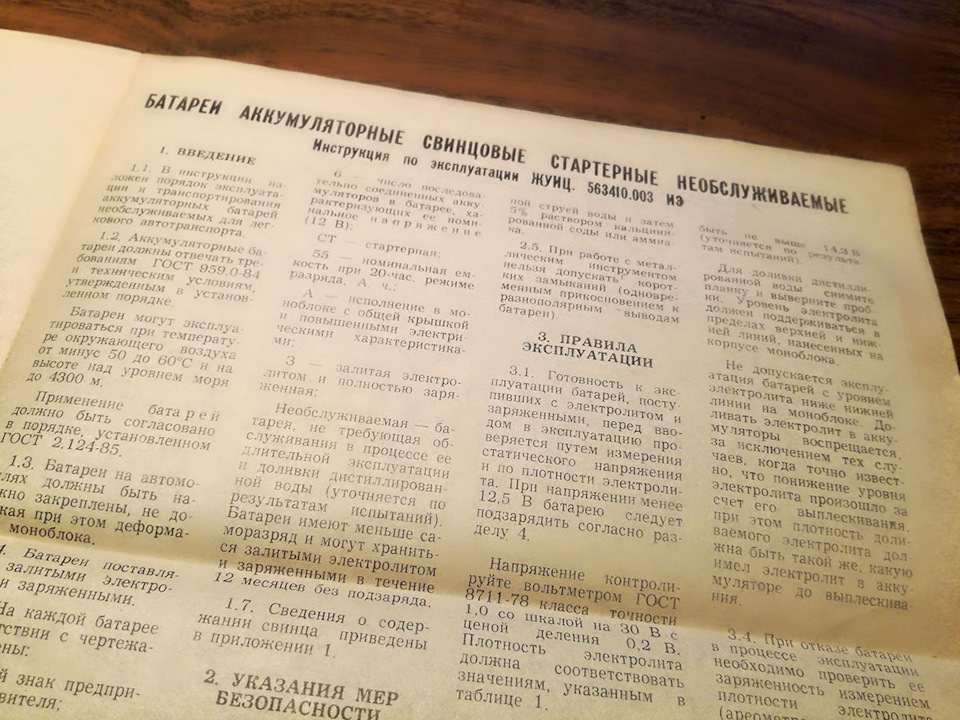 БАТАРЕИ АККУМУЛЯТОРНЫЕ СВИНЦОВЫЕ СТАРТЕРНЫЕ НЕОБСЛУЖИВАЕМЫЕ
Инструкция по эксплуатации ЖУИЦ. 563410.003 ИЭ
1. ВВЕДЕНИЕ
1.1. В инструкции из-
ложен порядок эксплуата-
ции и транспортирования
аккумуляторных батарей
необслуживаемых для лег-
кового автотранспорта.
1.2. Аккумуляторные ба-
тареи должны отвечать тре-
бованиям ГОСТ 959.0-84
и техническим условиям,
утвержденным в установ-
ленном порядке.
Батареи могут эксплуа-
тироваться при температу-
ре окружающего воздуха
от минус 50 до 60°С и на
высоте над уровнем моря
до 4300 м.
Применение батарей
должно быть согласовано
в порядке, установленном
ГОСТ 2.124-85.
1.3. Батареи на автомо-
лях должны быть на-
жно закреплены, не до-
кая при этом деформа-
моноблока.
4. Батареи поставля-
залитыми электро-
и заряженными.
На каждой батарее
тствии с чертежа-
ены:
й знак предпри-
вителя;
6 — число последова-
тельно соединенных акку-
муляторов в батарее, ха-
рактеризующих ее номи-
нальное напряжение
(12 В);
СТ — стартерная;
55 — номинальная ем-
кость при 20-час. режиме
разряда, А ч.;
А — исполнение в мо-
ноблоке с общей крышкой
и повышенными электри-
ческими характеристика-
ми;
З — залитая электро-
литом и полностью заря-
женная;
Необслуживаемая — ба-
тарея, не требующая об-
служивания в процессе ее
длительной эксплуатации
и доливки дистиллирован-
ной воды (уточняется по
результатам испытаний).
Батареи имеют меньше са-
моразряд и могут хранить-
ся залитыми электролитом
и заряженными в течение
12 месяцев без подзаряда.
1.7. Сведения о содер-
жании свинца приведены
в приложении 1.
2. УКАЗАНИЯ МЕР
БЕЗОПАСНОСТИ
ной струей воды и затем
5% раствором кальцини-
рованной соды или аммиа-
ка.
2.5. При работе с метал-
лическим инструментом
нельзя допускать корот-
ких замыканий (одновре-
менным прикосновением к
разнополярным выводам
батареи).
3. ПРАВИЛА
ЭКСПЛУАТАЦИИ
3.1. Готовность к экс-
плуатации батарей, посту-
пивших с электролитом и
заряженными, перед вво-
дом в эксплуатацию про-
веряется путем измерения
статического напряжения
и по плотности электроли-
та. При напряжении менее
12,5 В батарею следует
подзарядить согласно раз-
делу 4.
Напряжение контроли-
руйте вольтметром ГОСТ
8711-78 класса точности
1,0 со шкалой на 30 В с
ценой деления 0,2 В.
Плотность электролита
должна соответствовать
значениям, указанным в
таблице 1.
быть не выше 14,3 В
(уточняется по результа-
там испытаний).
Для доливки дистилли-
рованной воды снимите
планку и выверните проб-
ки. Уровень электролита
должен поддерживаться в
пределах верхней и ниж-
ней линий, нанесенных на
корпусе моноблока.
Не допускается эксплу-
атация батарей с уровнем
электролита ниже нижней
линии на моноблоке. До-
ливать электролит в акку-
муляторы воспрещается,
за исключением тех слу-
чаев, когда точно извест-
но, что понижение уровня
электролита произошло за
счет его выплескивания,
при этом плотность доли-
ваемого электролита дол-
жна быть такой же, какую
имел электролит в акку-
муляторе до выплескива-
ния.
3.4. При отказе батареи
в процессе эксплуатации
необходимо проверить ее
заряженность измерением
плотности электролита
(ареометро